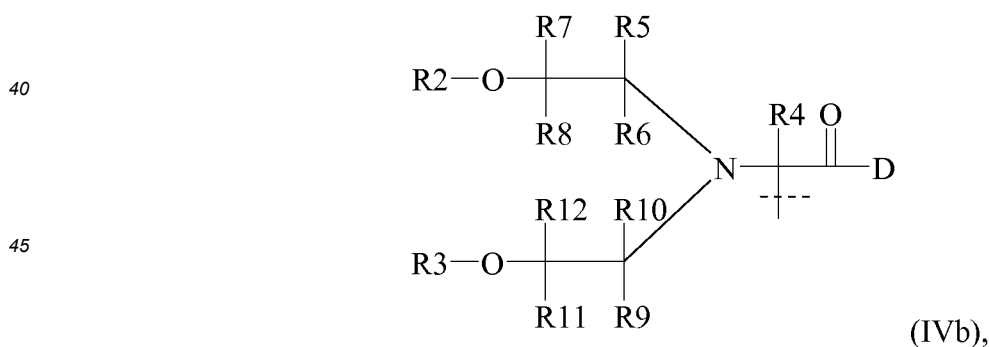 R7 R5
40 R2 O
R4 O
R8 R6
N D
R12 R10
45
R3 O
R11 R9
(IVb),